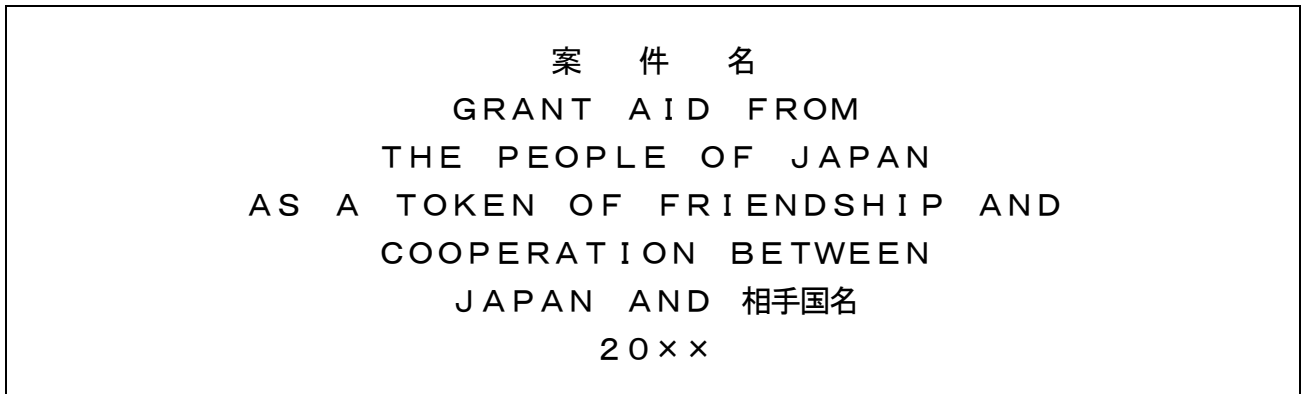 案　件　名
ＧＲＡＮＴ　ＡＩＤ　ＦＲＯＭ
ＴＨＥ　ＰＥＯＰＬＥ　ＯＦ　ＪＡＰＡＮ
ＡＳ　Ａ　ＴＯＫＥＮ　ＯＦ　ＦＲＩＥＮＤＳＨＩＰ　ＡＮＤ
ＣＯＯＰＥＲＡＴＩＯＮ　ＢＥＴＷＥＥＮ
ＪＡＰＡＮ　ＡＮＤ　相手国名
２０××